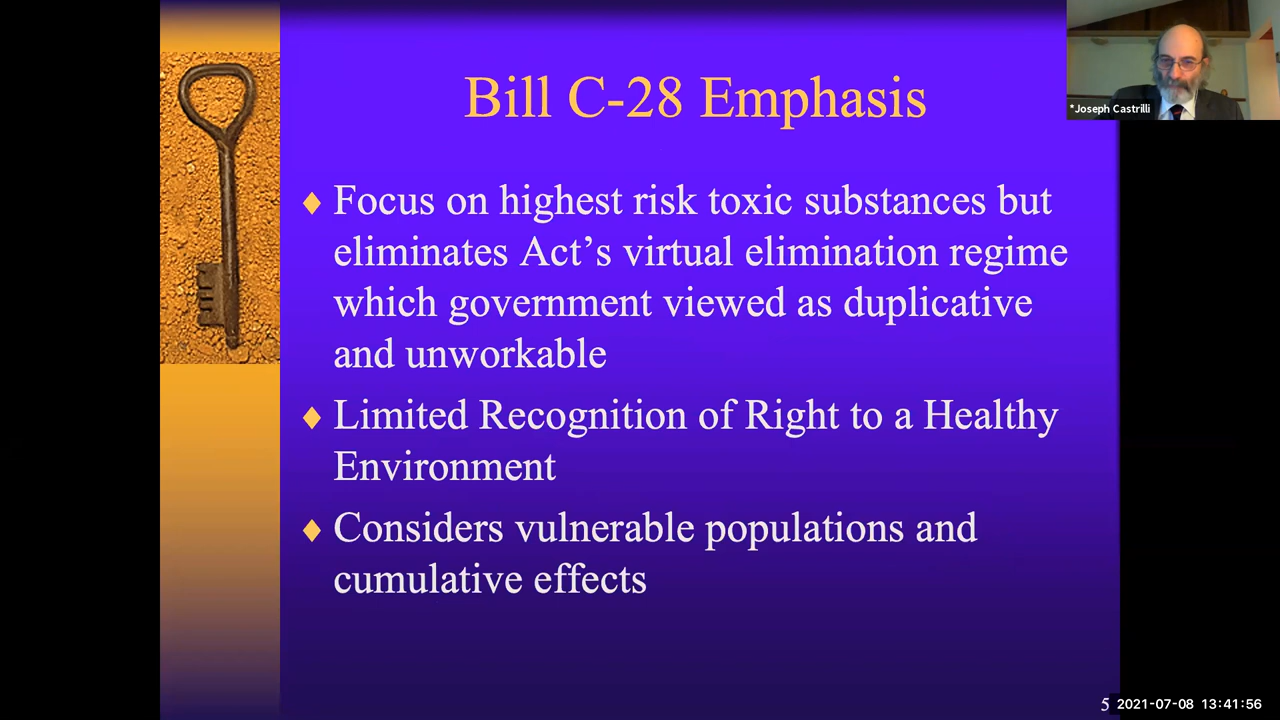 Bill C-28 Emphasis
*Joseph Castrilli
♦ Focus on highest risk toxic substances but
eliminates Act’s virtual elimination regime
which government viewed as duplicative
and unworkable
♦ Limited Recognition of Right to a Healthy
Environment
♦ Considers vulnerable populations and
cumulative effects
5
2021-07-08 13:41:56